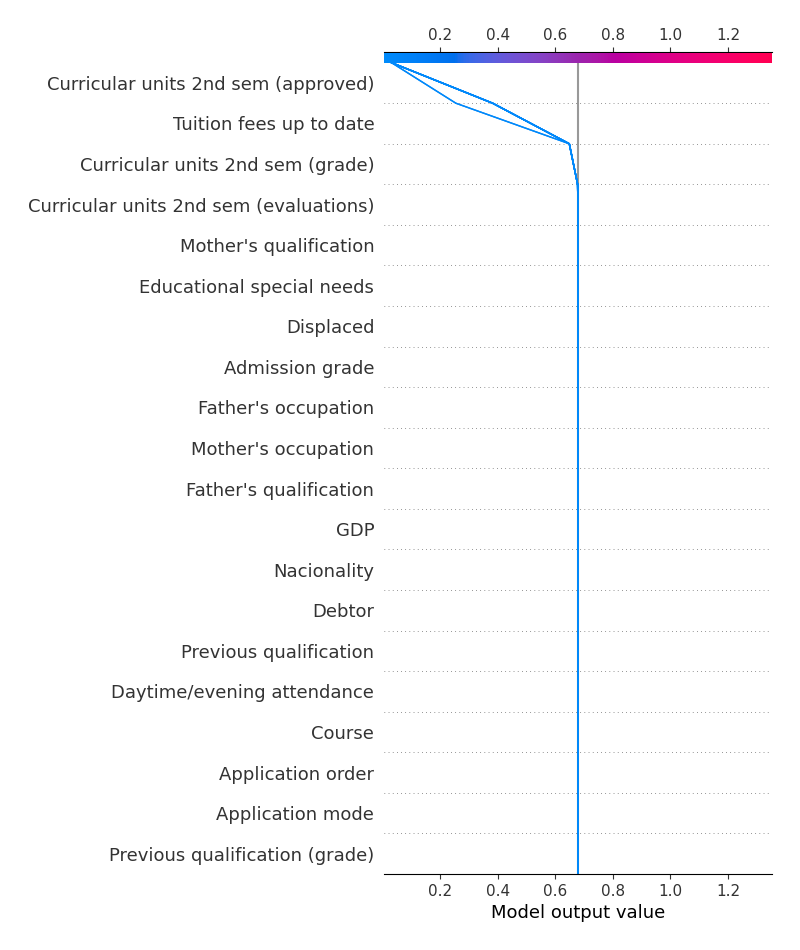 0.2 0.4 0.6 0.8 1.0 1.2
Curricular units 2nd sem (approved)
Tuition fees up to date
Curricular units 2nd sem (grade)
Curricular units 2nd sem (evaluations)
Mother's qualification
Educational special needs
Displaced
Admission grade
Father's occupation
Mother's occupation
Father's qualification
GDP
Nacionality
Debtor
Previous qualification
Daytime/evening attendance
Course
Application order
Application mode
Previous qualification (grade)
0.2 0.4 0.6 0.8 1.0 1.2
Model output value